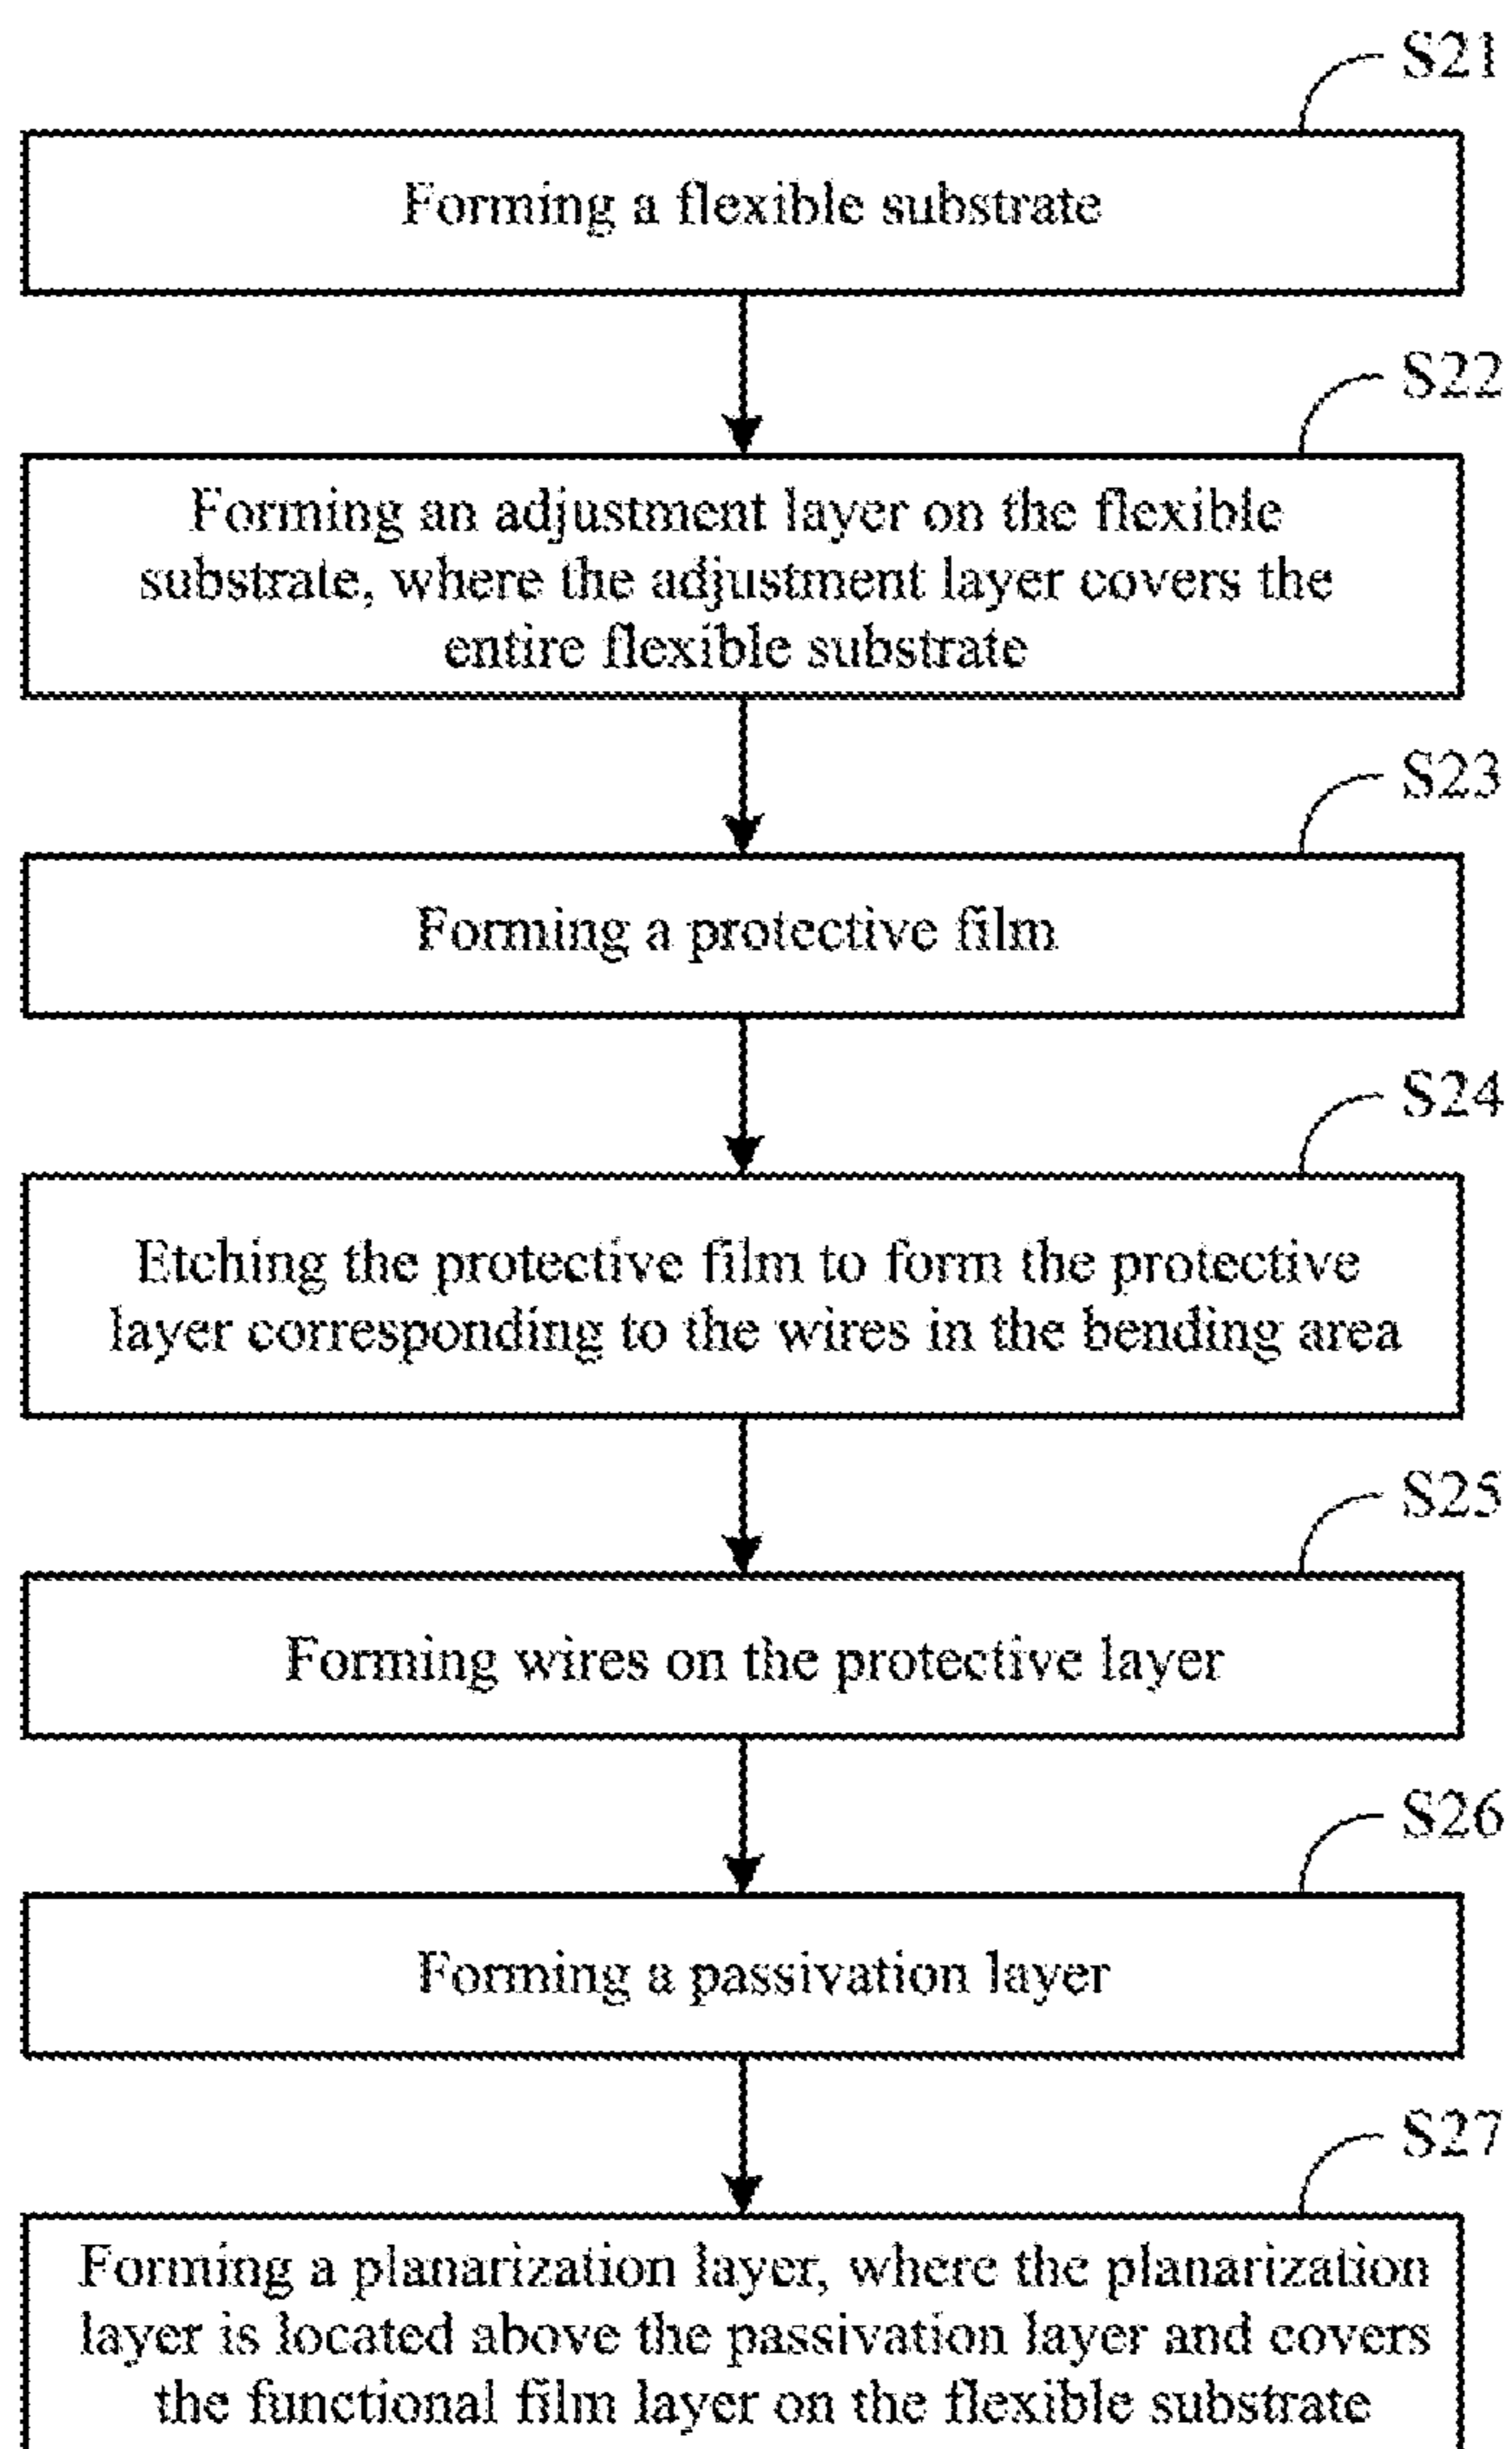 S21
Forming a flexible substrate
S22
Forming an adjustment layer on the flexible
substrate, where the adjustment layer covers the
entire flexible substrate
S23
Forming a protective film
S24
Etching the protective film to form the protective
layer corresponding to the wires in the bending area
S25
Forming wires on the protective layer
S26
Forming a passivation layer
S27
Forming a planarization layer, where the planarization
layer is located above the passivation layer and covers
the functional film layer on the flexible substrate